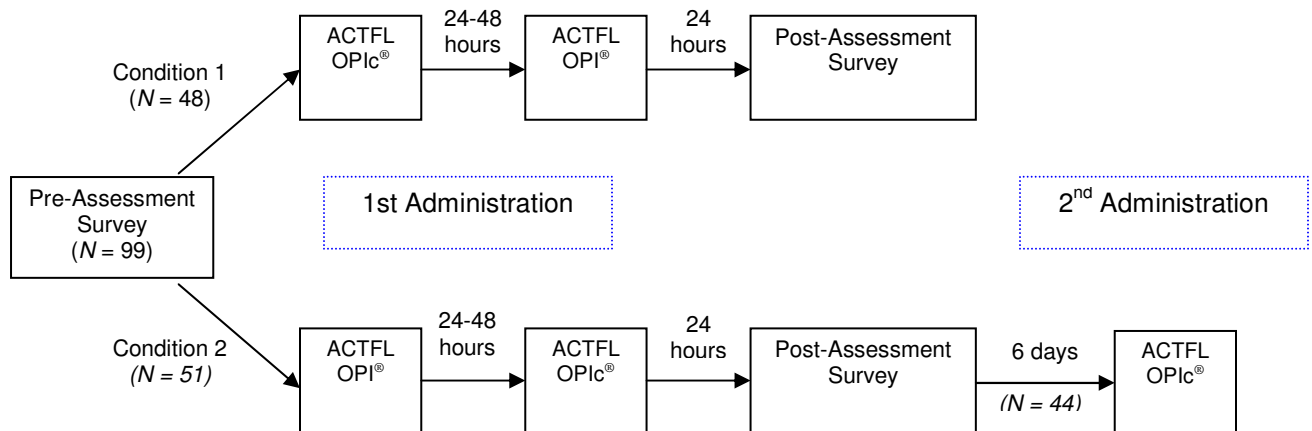 Condition 1
(N = 48)
ACTFL
OPIc®
24-48
hours
ACTFL
OPI®
24
hours
Post-Assessment
Survey
Pre-Assessment
Survey
(N = 99)
1st Administration
2nd Administration
Condition 2
(N = 51)
ACTFL
OPI®
24-48
hours
ACTFL
OPIc®
24
hours
Post-Assessment
Survey
6 days
(N = 44)
ACTFL
OPIc®